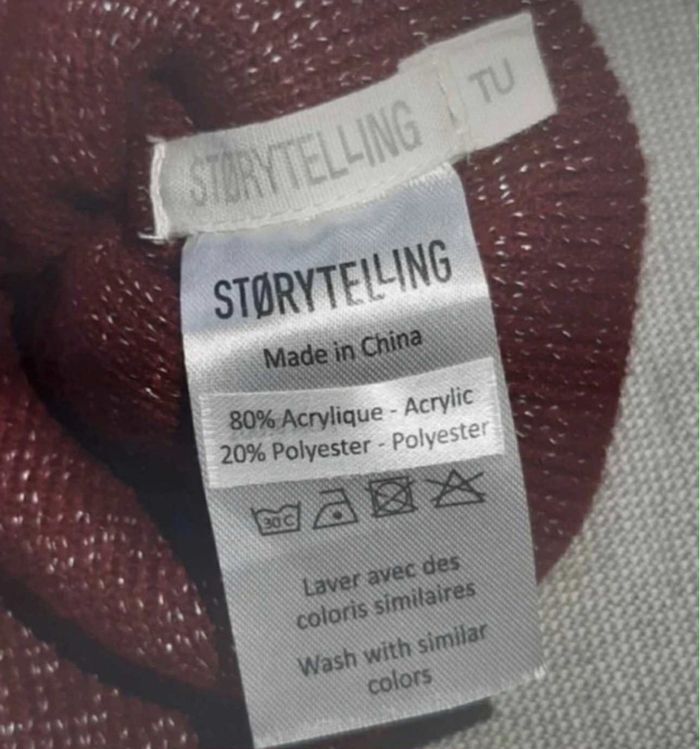 STØRYTELLING
TU
STØRYTELLING
Made in China
80% Acrylique - Acrylic
20% Polyester - Polyester
30C
Laver avec des
coloris similaires
Wash with similar
colors